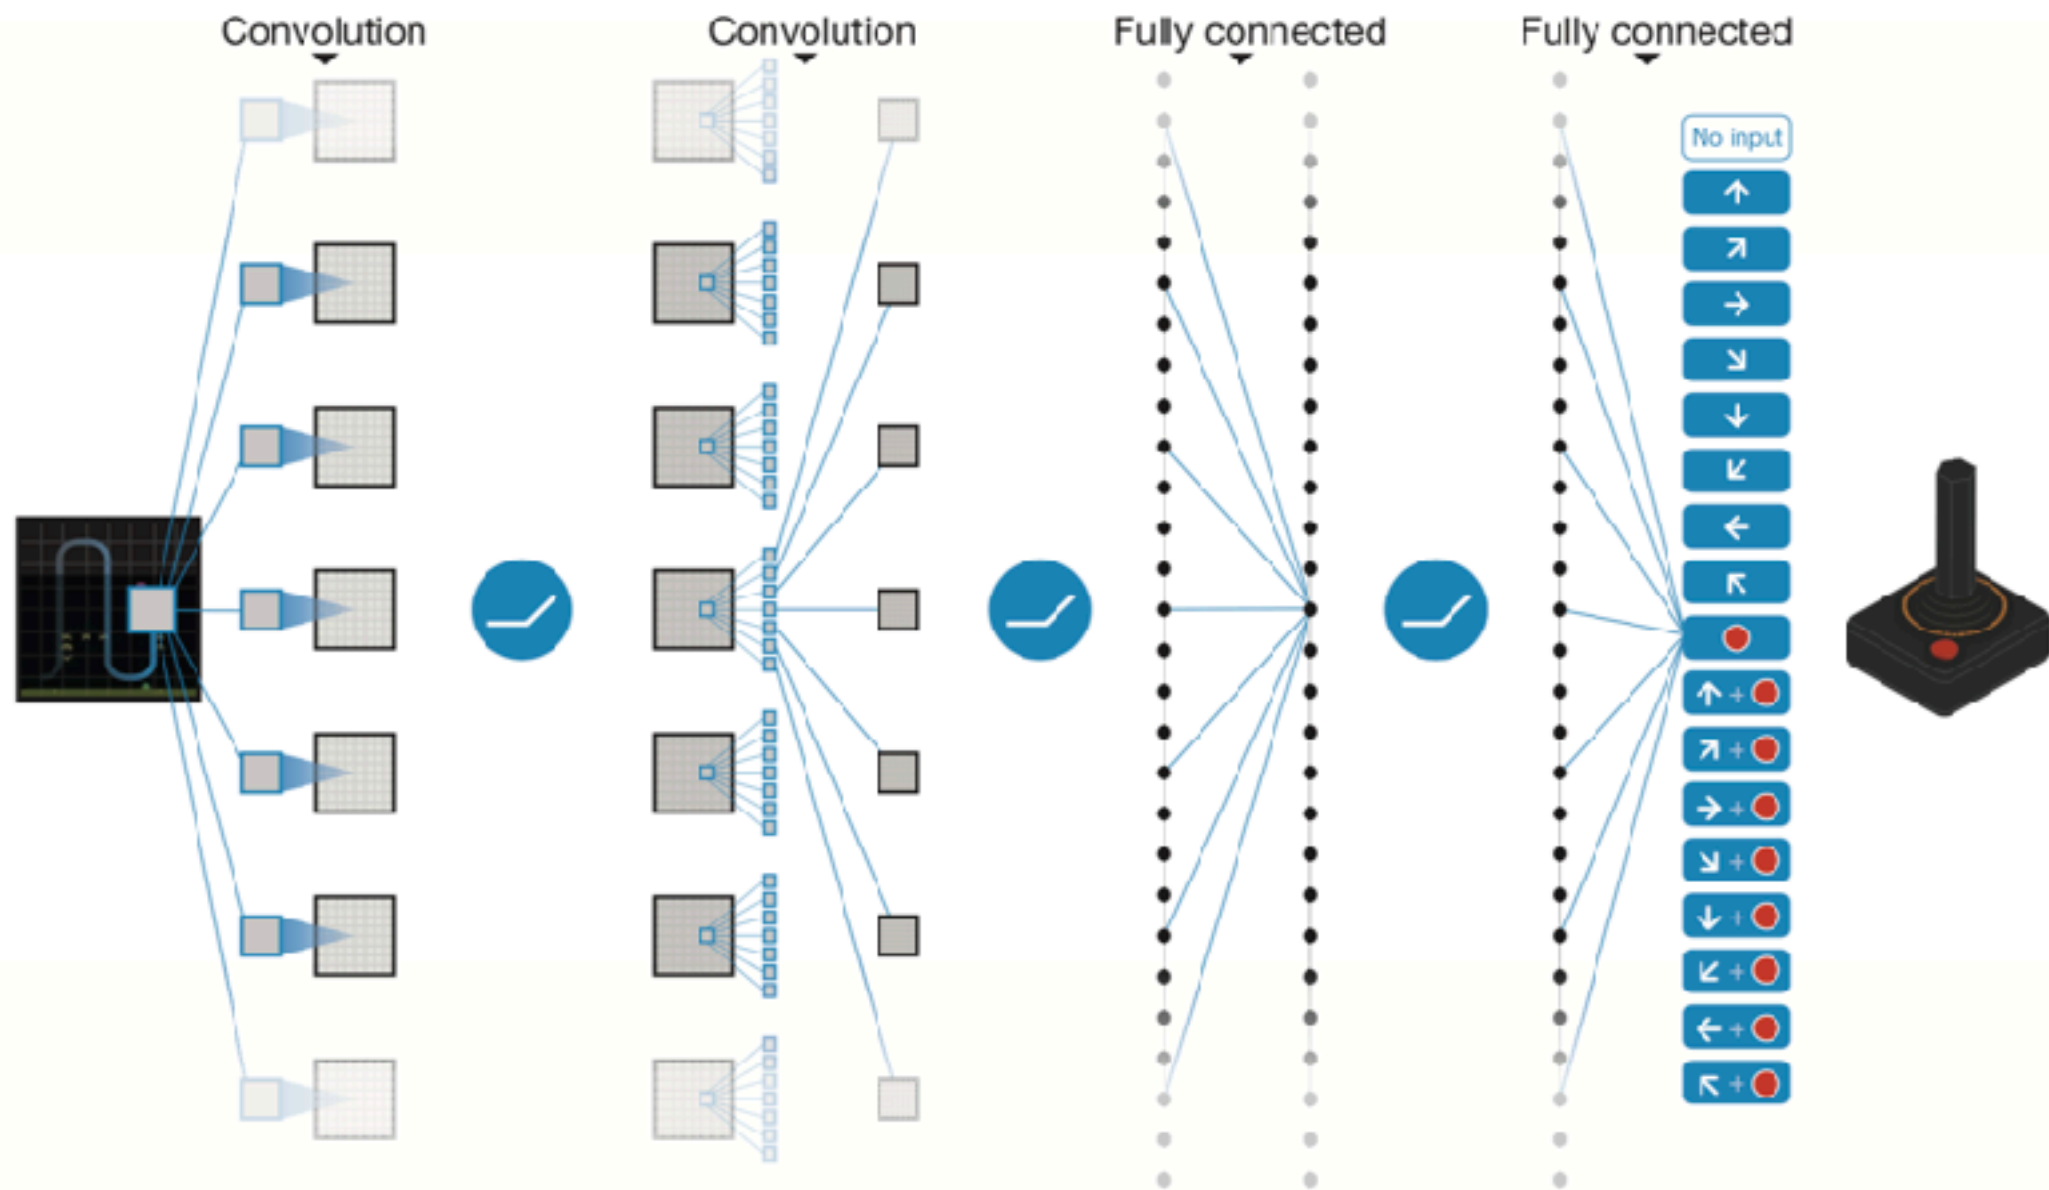 Convolution
Convolution
Fully connected
Fully connected
No input
+
+
+
+
+
+
+
+